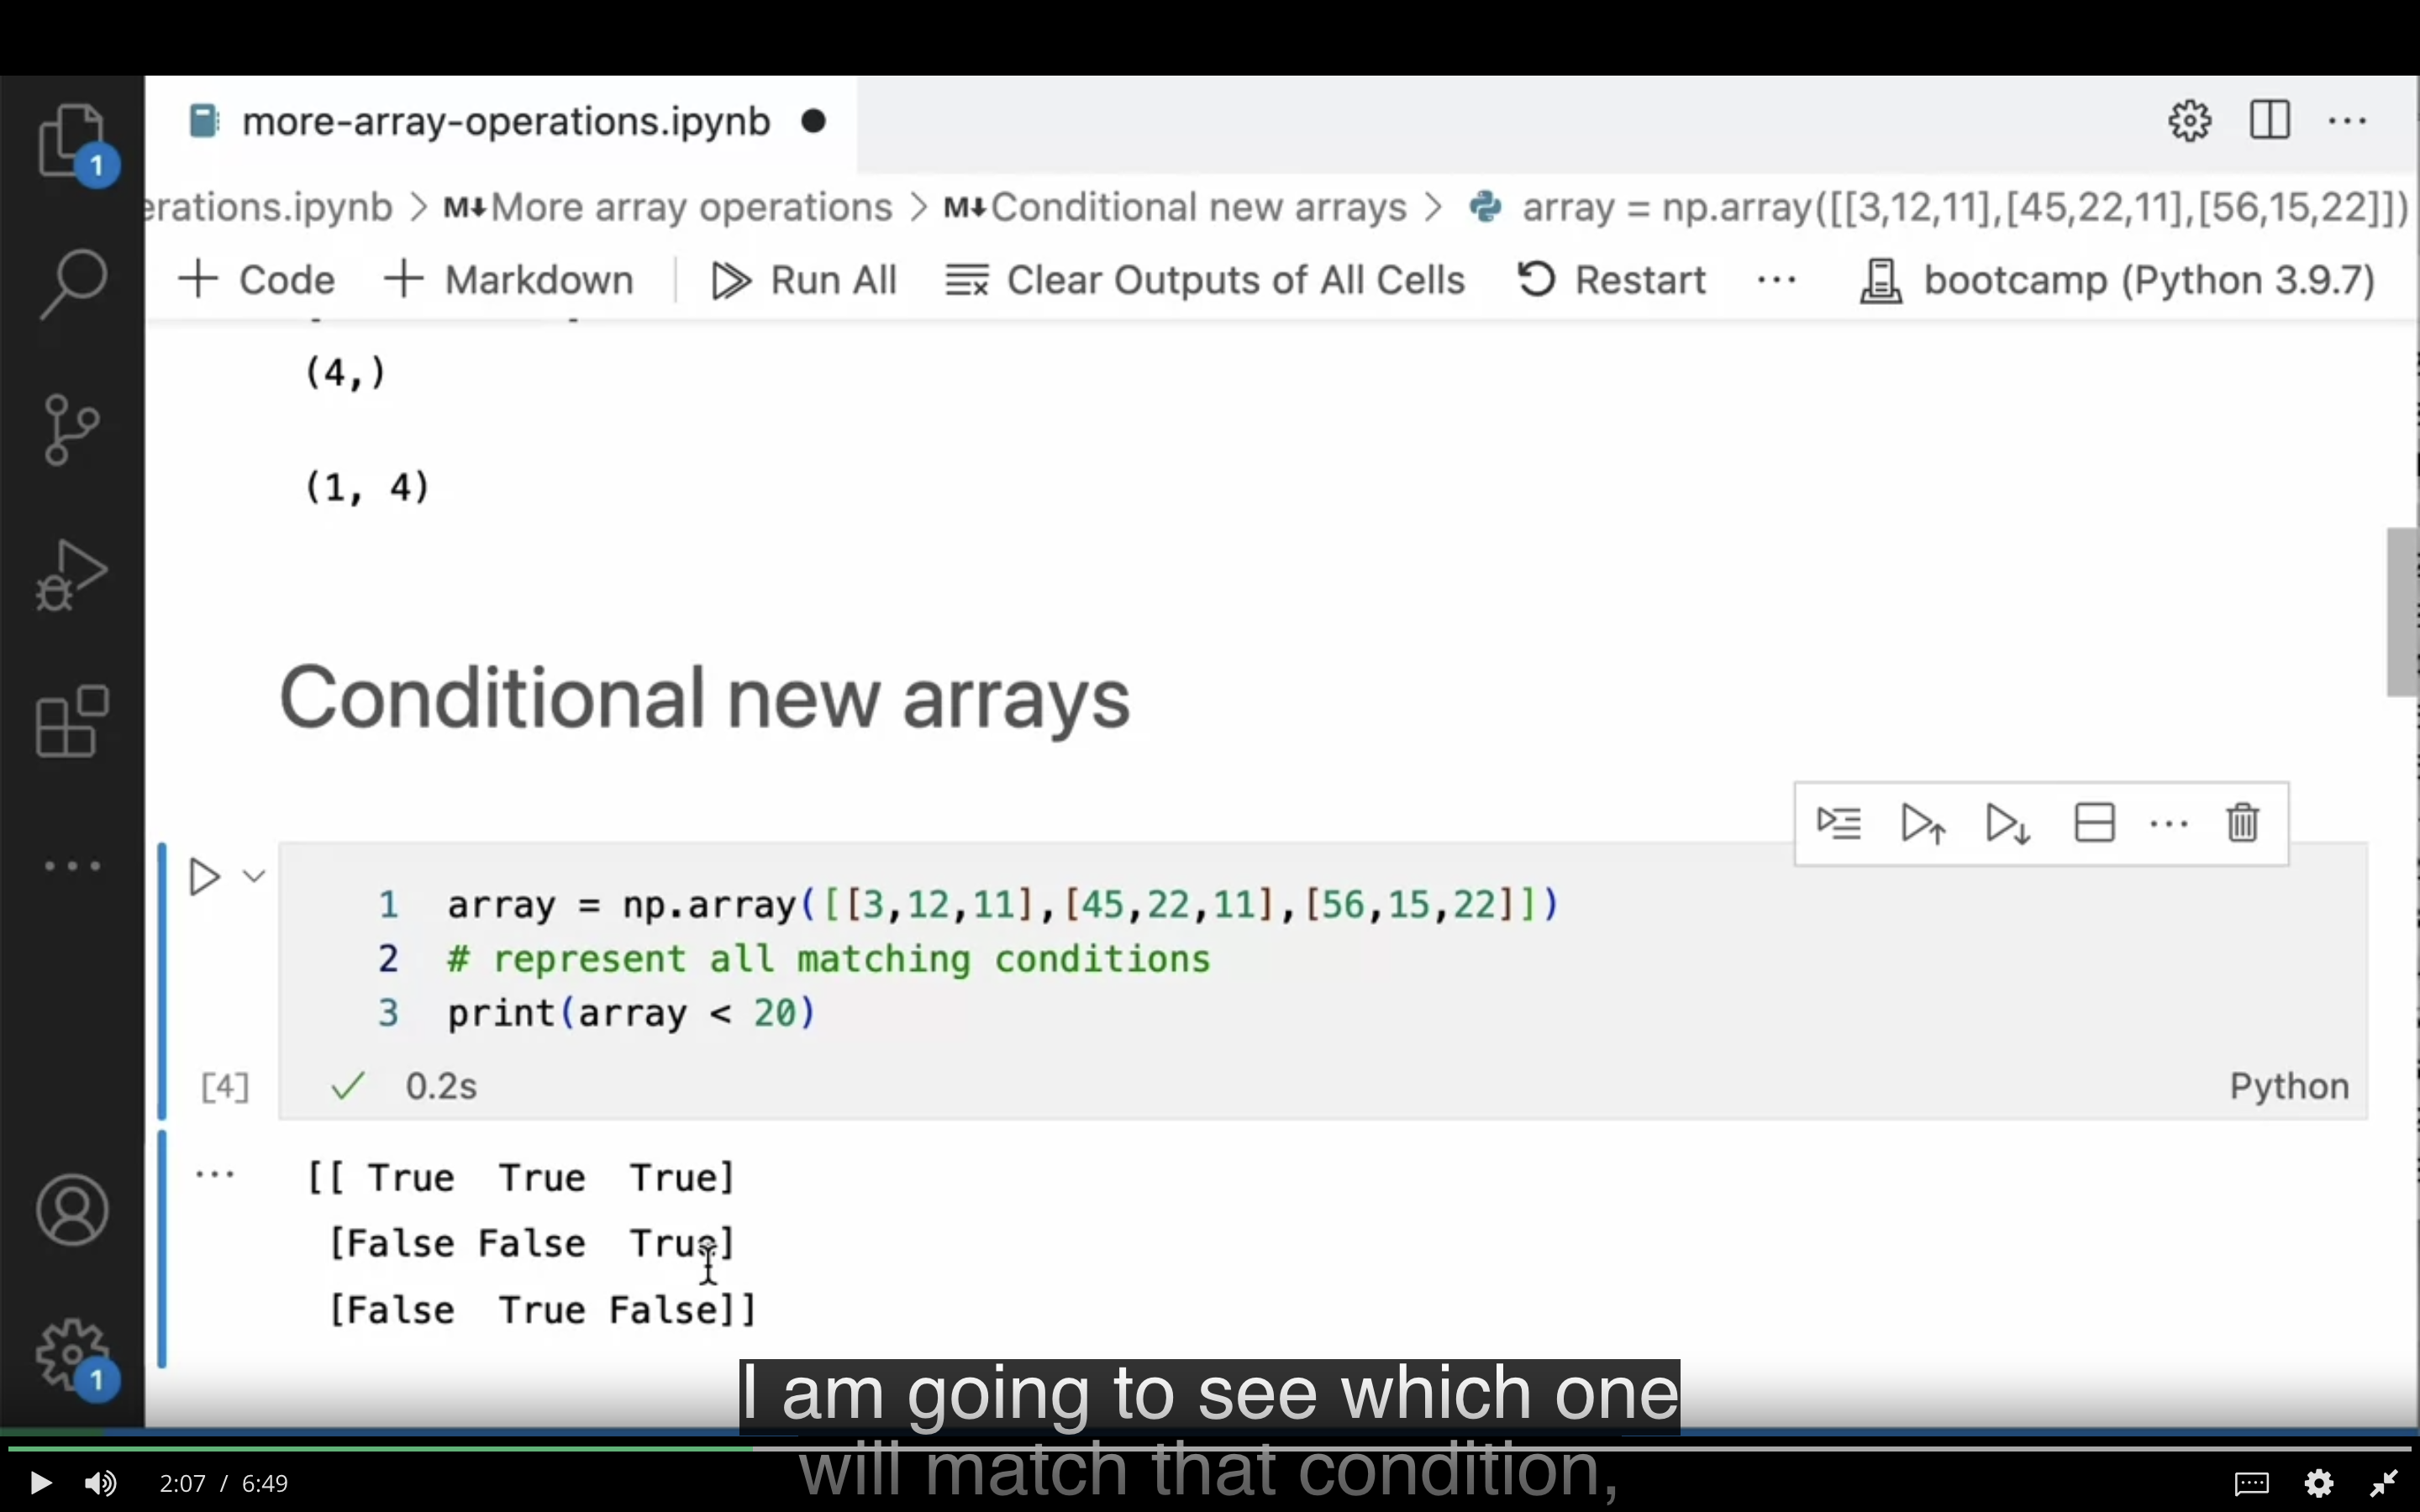 more-array-operations.ipynb
1
erations.ipynb > M↓More array operations > M↓Conditional new arrays > array = np.array([[3,12,11],[45,22,11],[56,15,22]])
+ Code + Markdown Run All Clear Outputs of All Cells Restart ··· bootcamp (Python 3.9.7)
(4,)
(1, 4)
Conditional new arrays
1 array = np.array([[3,12,11],[45,22,11],[56,15,22]])
2 # represent all matching conditions
3 print(array < 20)
[4] ✓ 0.2s Python
[[ True  True  True]
 [False False  True]
 [False  True False]]
1
I am going to see which one
will match that condition,
2:07 / 6:49